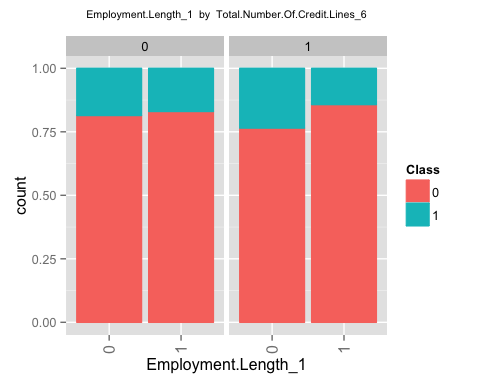 Employment.Length_1 by Total.Number.Of.Credit.Lines_6
0 1
1.00
0.75
0.50
0.25
0.00
count
0 1 0 1
Employment.Length_1
Class
0
1